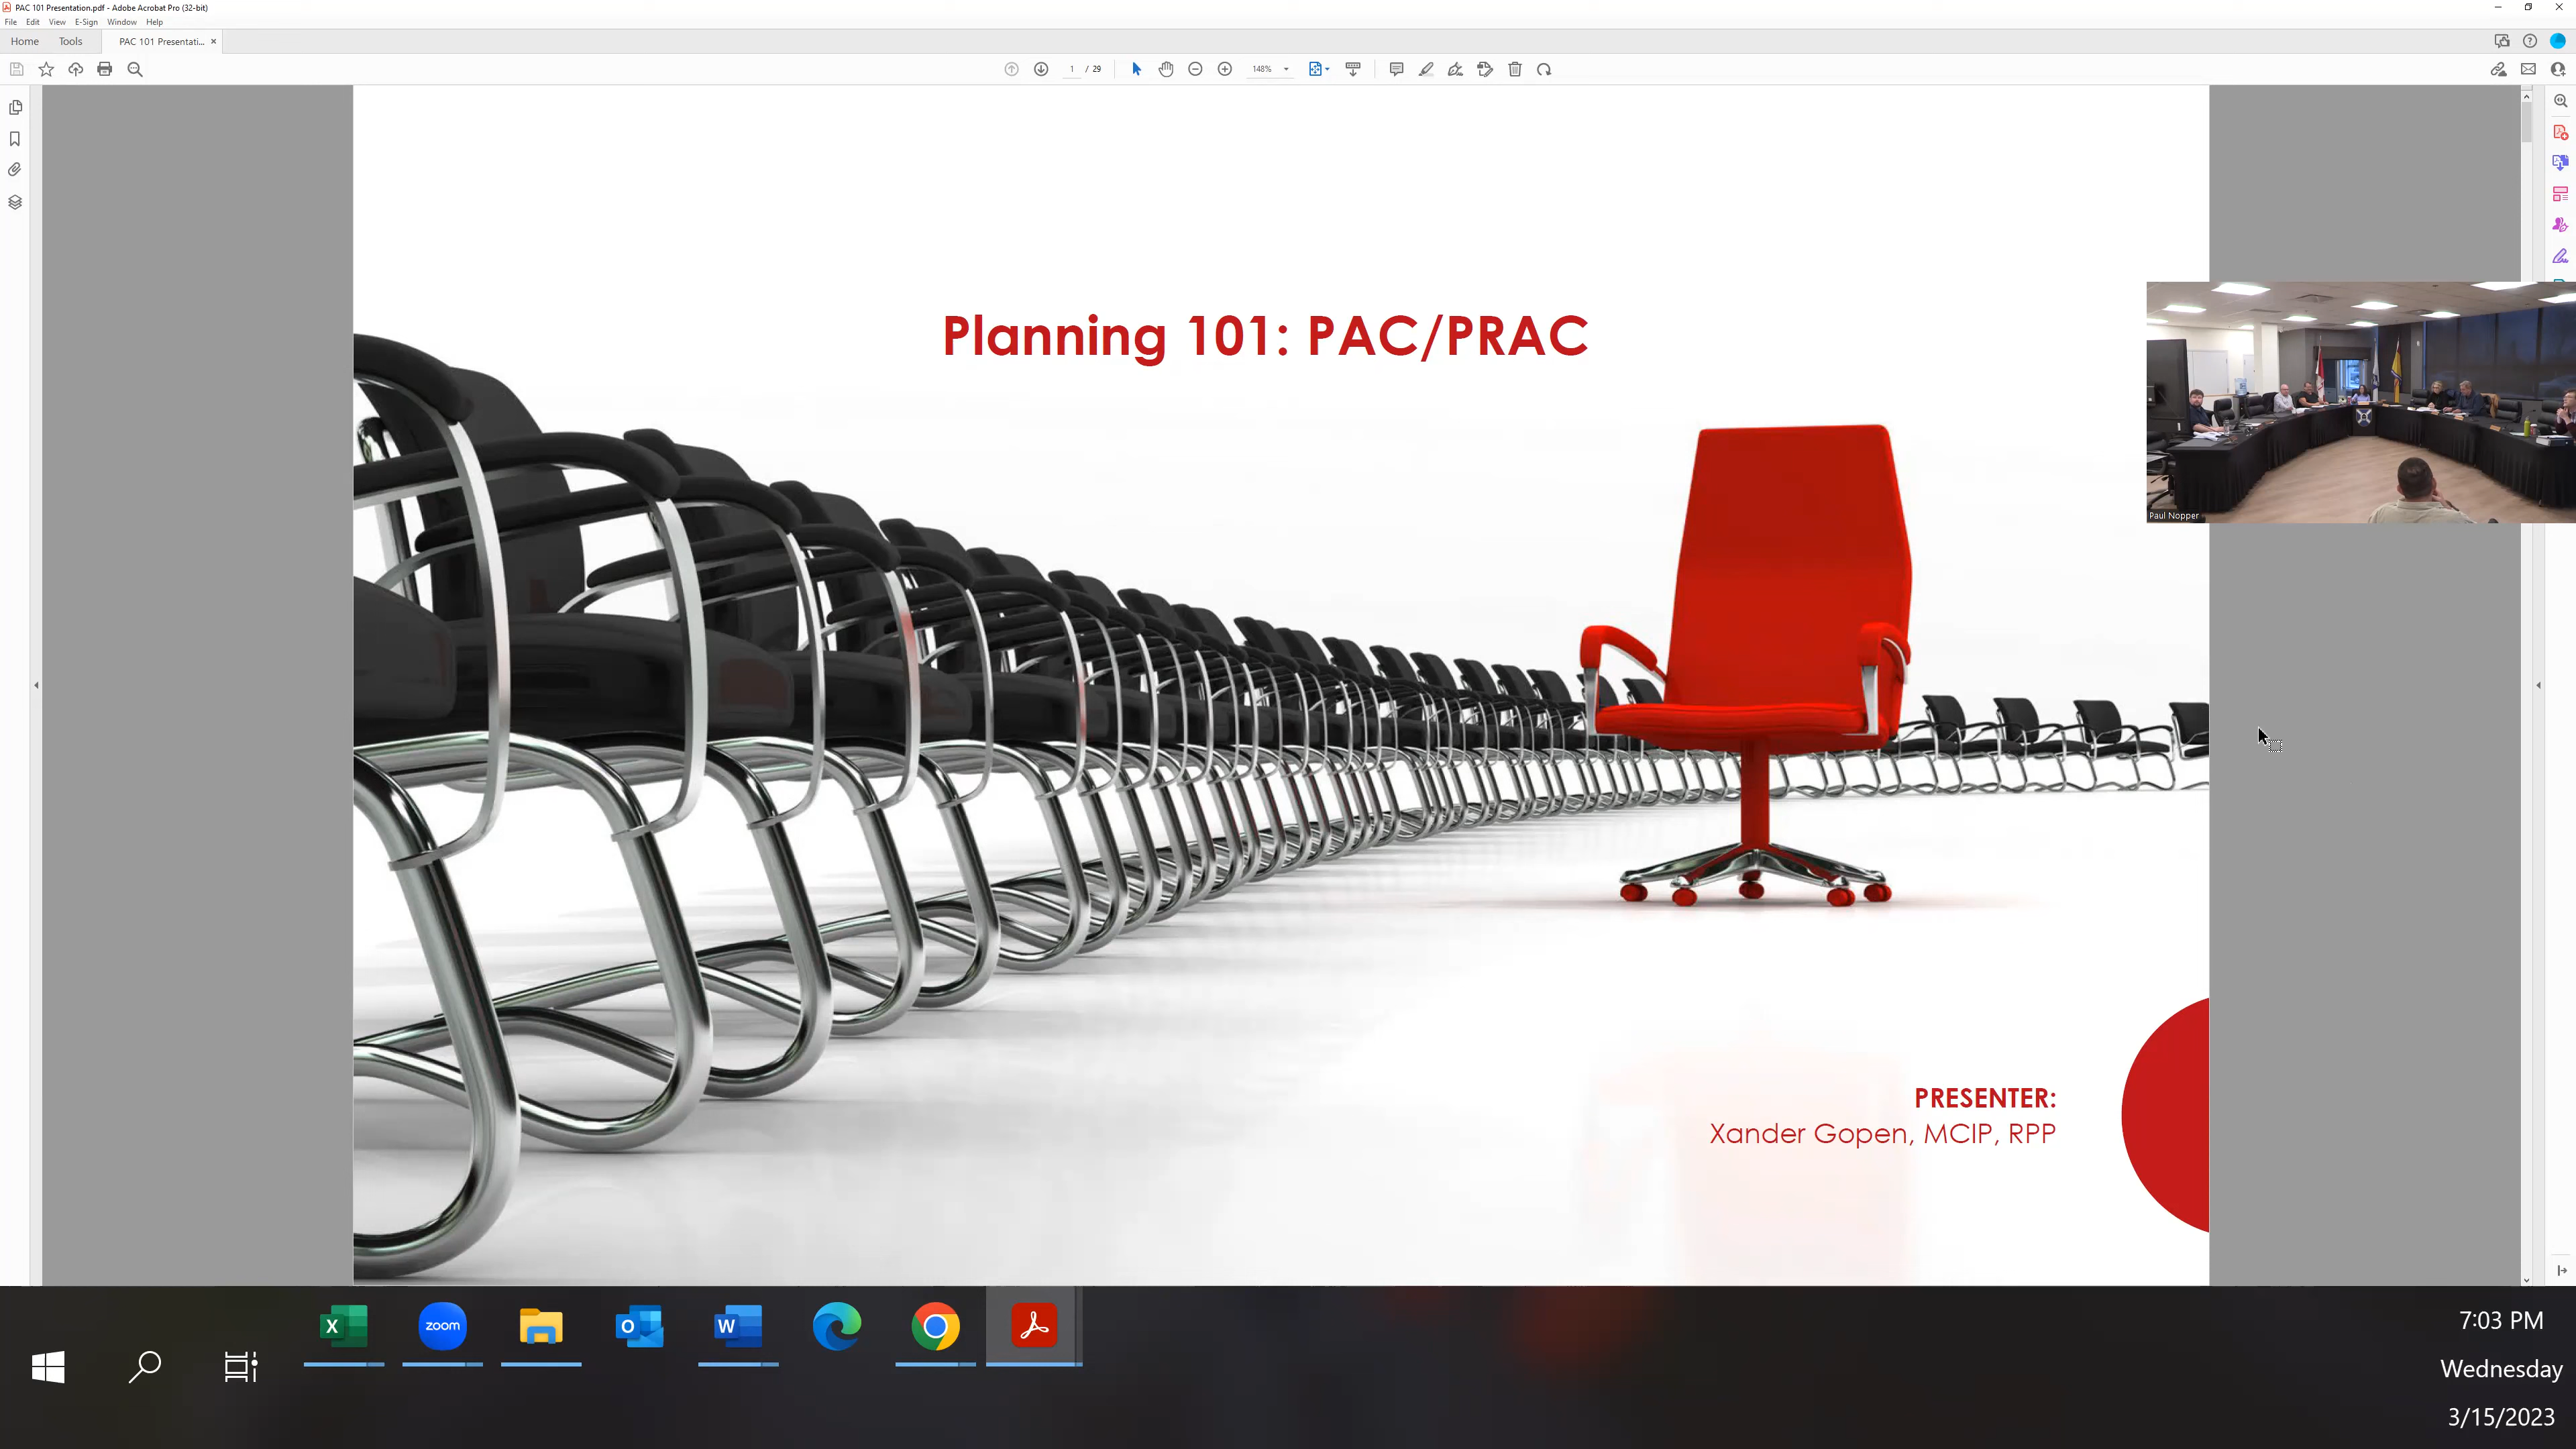 PAC 101 Presentation.pdf - Adobe Acrobat Pro (32-bit)
File Edit View E-Sign Window Help
Home Tools PAC 101 Presentati... ×
1 / 29 148%
Planning 101: PAC/PRAC
Paul Nopper
PRESENTER:
Xander Gopen, MCIP, RPP
X zoom O W
7:03 PM
Wednesday
3/15/2023